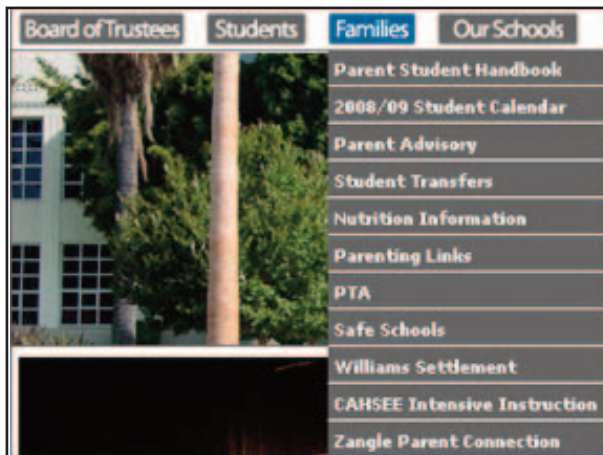 Board of Trustees Students Families Our Schools
Parent Student Handbook
2008/09 Student Calendar
Parent Advisory
Student Transfers
Nutrition Information
Parenting Links
PTA
Safe Schools
Williams Settlement
CAHSEE Intensive Instruction
Zangle Parent Connection